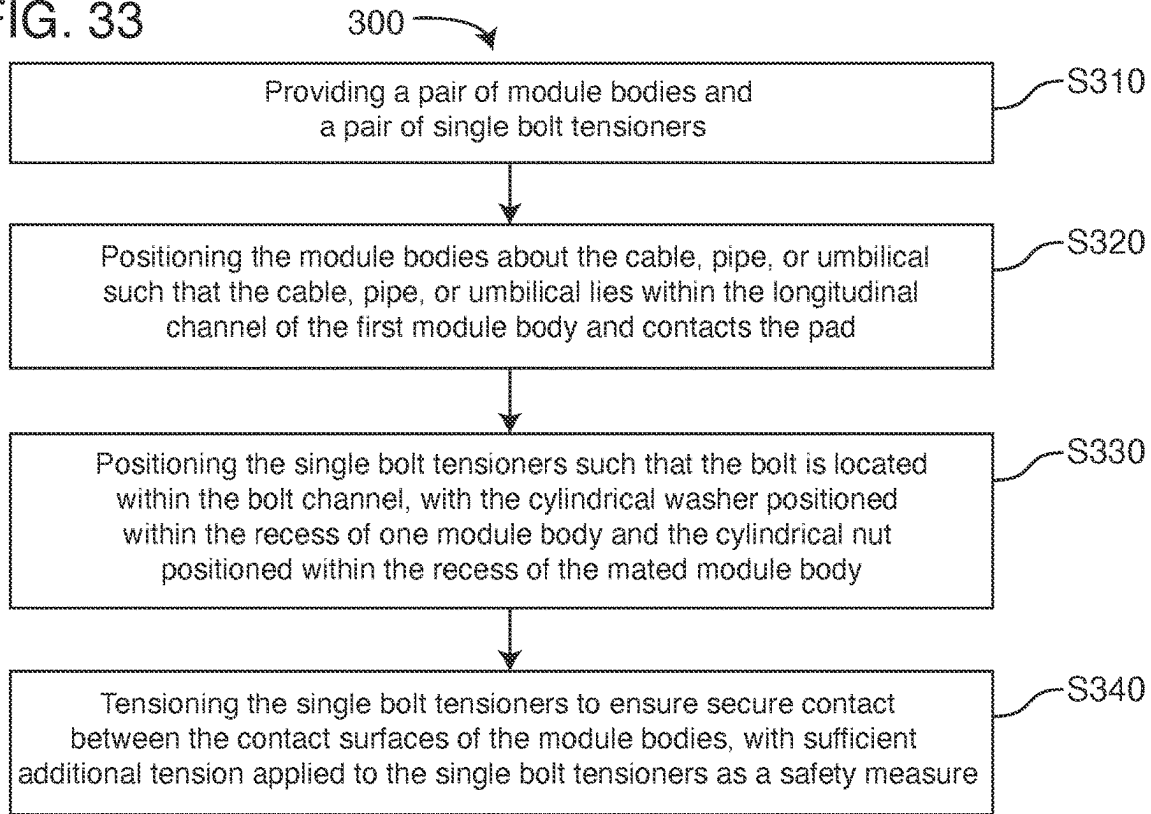 FIG. 33
300
Providing a pair of module bodies and
a pair of single bolt tensioners
S310
Positioning the module bodies about the cable, pipe, or umbilical
such that the cable, pipe, or umbilical lies within the longitudinal
channel of the first module body and contacts the pad
S320
Positioning the single bolt tensioners such that the bolt is located
within the bolt channel, with the cylindrical washer positioned
within the recess of one module body and the cylindrical nut
positioned within the recess of the mated module body
S330
Tensioning the single bolt tensioners to ensure secure contact
between the contact surfaces of the module bodies, with sufficient
additional tension applied to the single bolt tensioners as a safety measure
S340